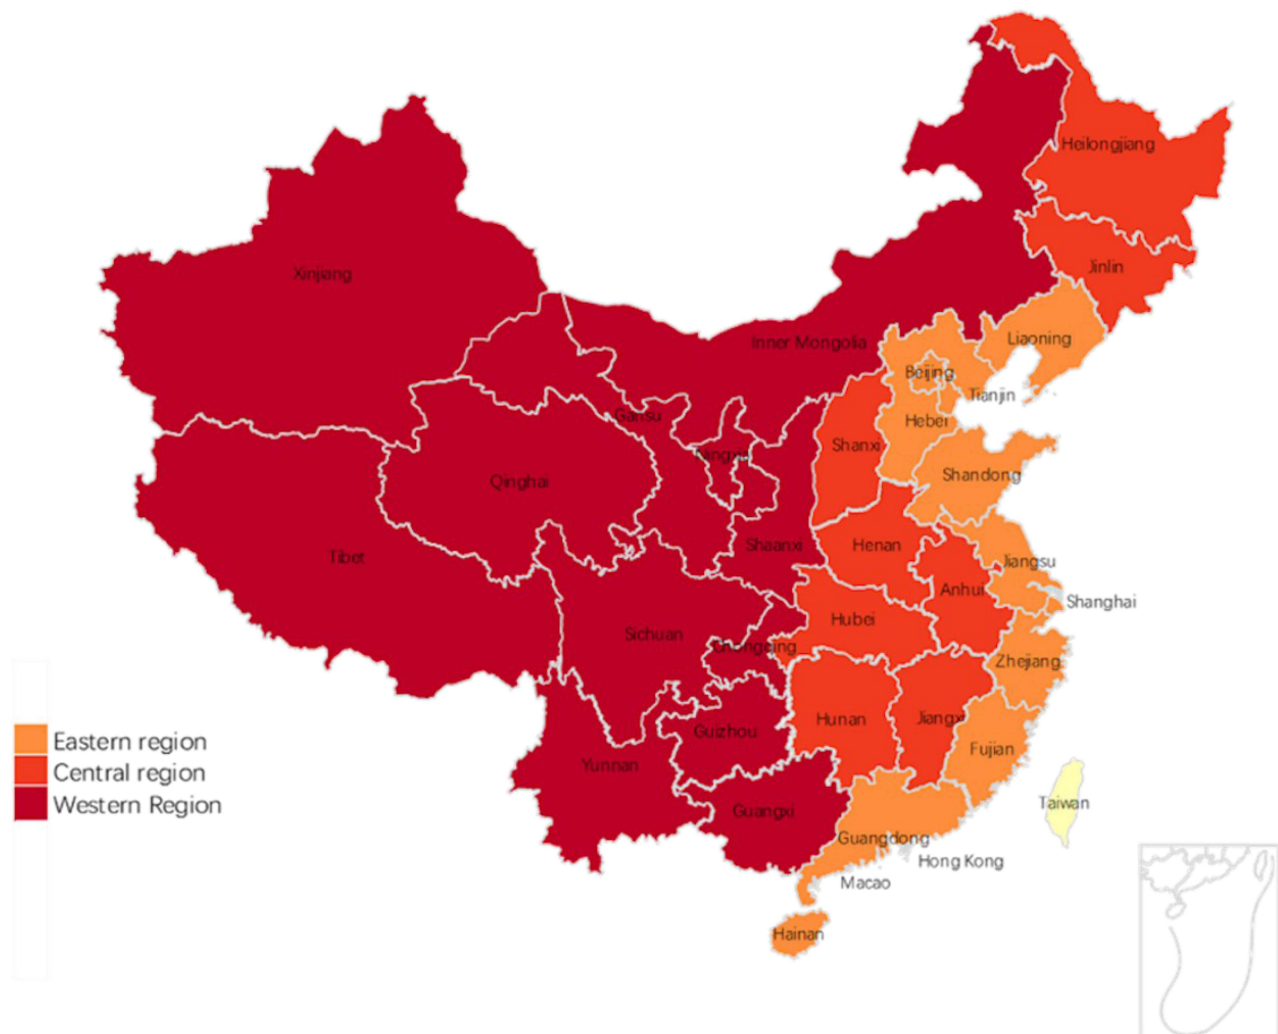 Heilongjiang
Jinlin
Xinjiang
Inner Mongolia
Liaoning
Beijing
Tianjin
Gansu
Hebei
Shanxi
Ningxia
Shandong
Qinghai
Shaanxi
Henan
Tibet
Jiangsu
Anhui
Shanghai
Hubei
Sichuan
Chongqing
Zhejiang
Hunan
Jiangxi
Guizhou
Fujian
Yunnan
Eastern region
Central region
Western Region
Taiwan
Guangxi
Guangdong
Hong Kong
Macao
Hainan